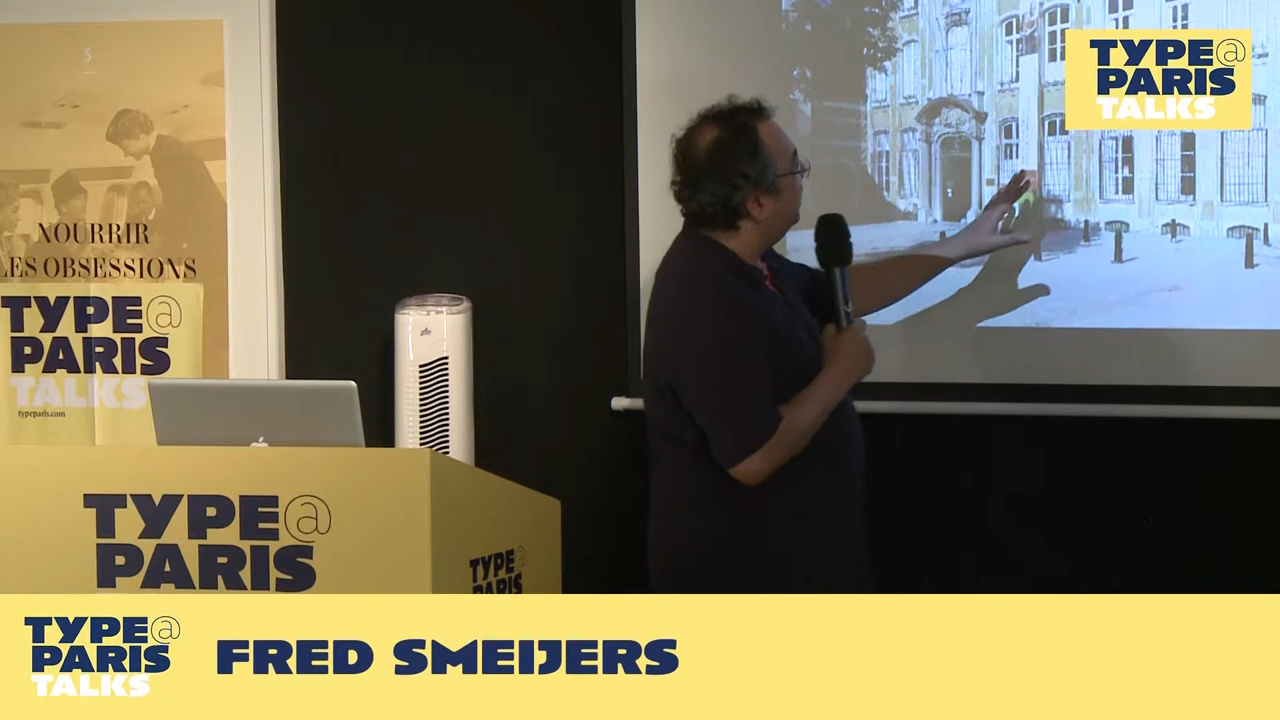 5
NOURRIR
LES OBSESSIONS
TYPE@
PARIS
TALKS
typeparis.com
TYPE@
PARIS
TALKS
TYPE@
PARIS
TYPE@
PARIS
TYPE@
PARIS
TALKS
FRED SMEIJERS